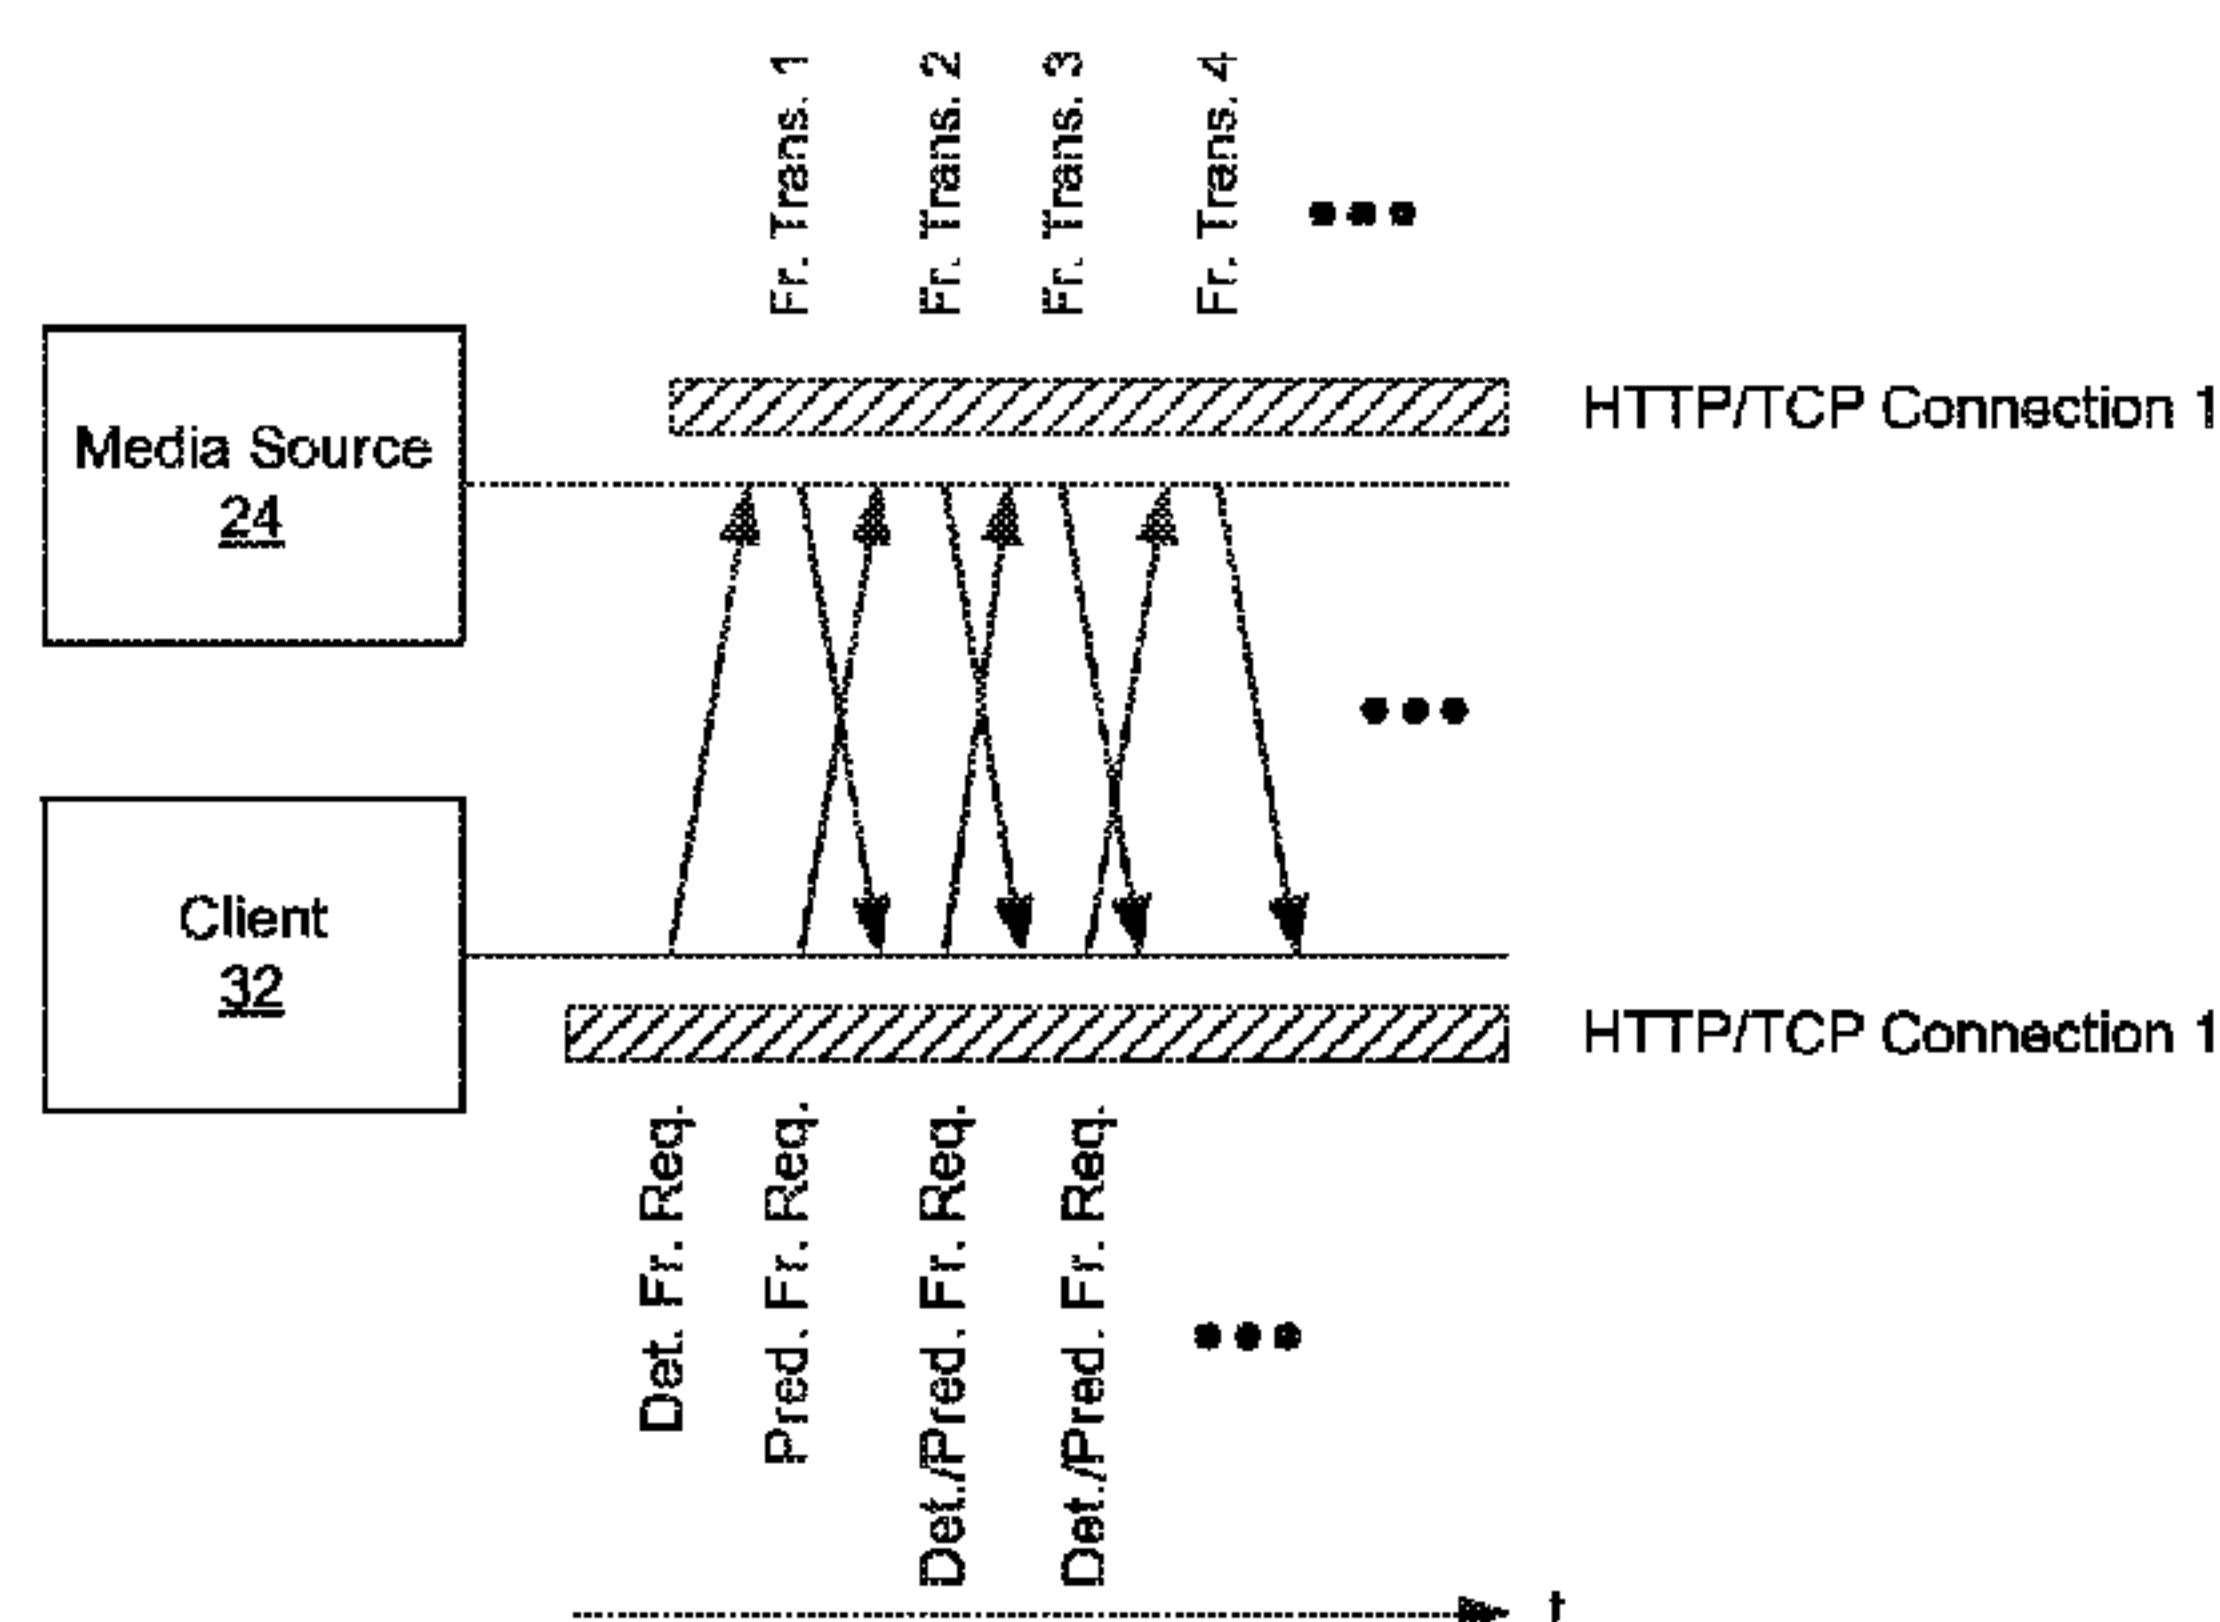 Fr. Trans. 1
Fr. Trans. 2
Fr. Trans. 3
Fr. Trans. 4
HTTP/TCP Connection 1
Media Source
24
Client
32
HTTP/TCP Connection 1
Det. Fr. Req.
Pred. Fr. Req.
Det./Pred. Fr. Req.
Det./Pred. Fr. Req.
t